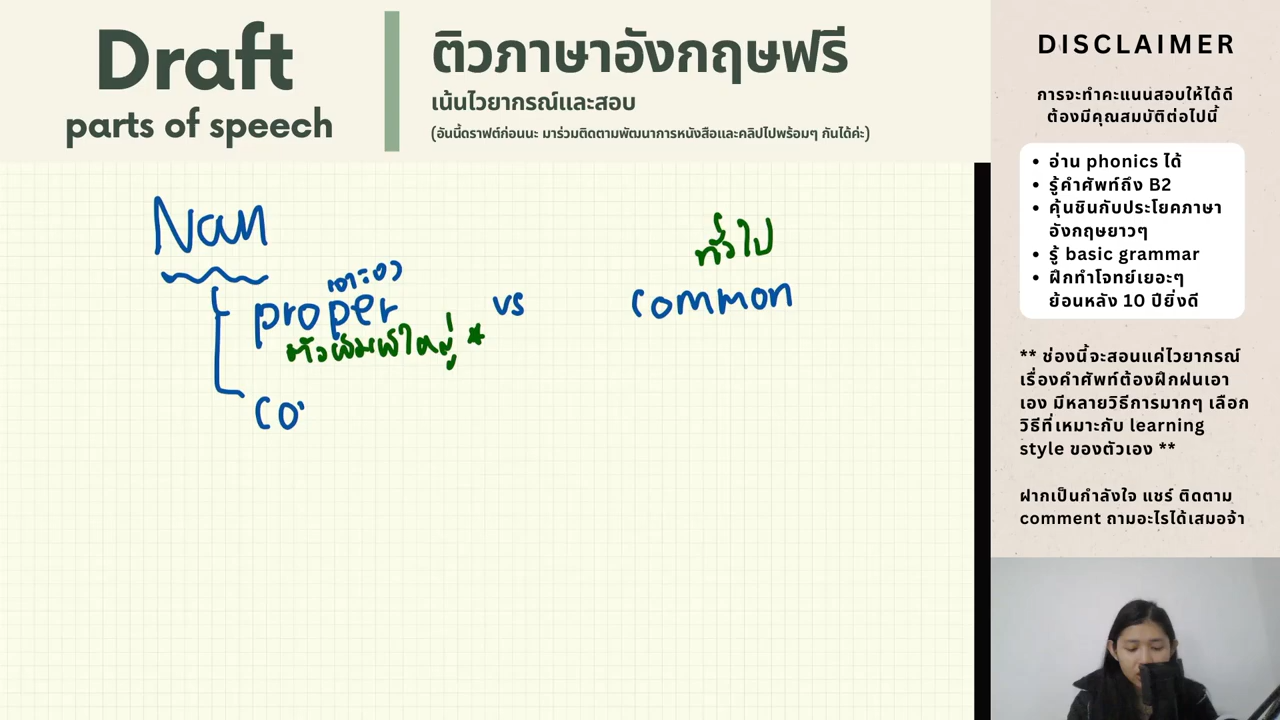 Draft
parts of speech
ติวภาษาอังกฤษฟรี
เน้นไวยากรณ์และสอบ
(อันนี้ดราฟต์ก่อนนะ มาร่วมติดตามพัฒนาการหนังสือและคลิปไปพร้อมๆ กันได้ค่ะ)
Noun
เฉพาะ
proper vs common
ทั่วไป
ตัวพิมพ์ใหญ่ *
co
DISCLAIMER
การจะทำคะแนนสอบให้ได้ดี
ต้องมีคุณสมบัติต่อไปนี้
• อ่าน phonics ได้
• รู้คำศัพท์ถึง B2
• คุ้นชินกับประโยคภาษา
อังกฤษยาวๆ
• รู้ basic grammar
• ฝึกทำโจทย์เยอะๆ
ย้อนหลัง 10 ปียิ่งดี
** ช่องนี้จะสอนแค่ไวยากรณ์
เรื่องคำศัพท์ต้องฝึกฝนเอา
เอง มีหลายวิธีการมากๆ เลือก
วิธีที่เหมาะกับ learning
style ของตัวเอง **
ฝากเป็นกำลังใจ แชร์ ติดตาม
comment ถามอะไรได้เสมอจ้า